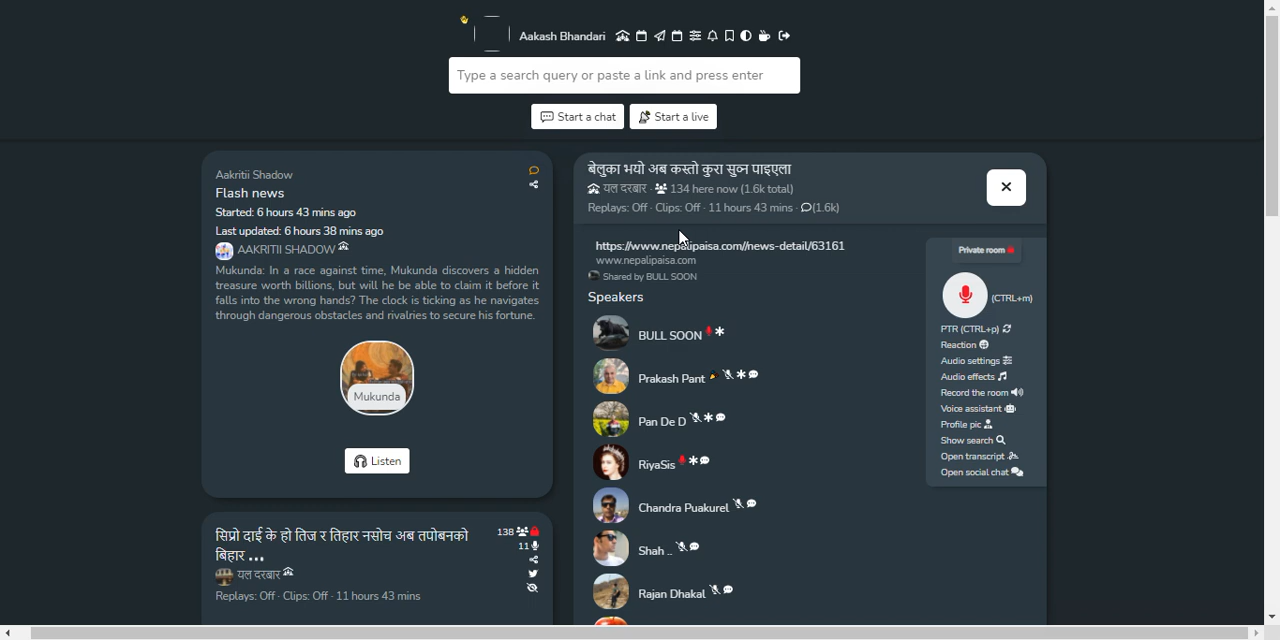 Aakash Bhandari
Type a search query or paste a link and press enter
Start a chat
Start a live
Aakritii Shadow
Flash news
Started: 6 hours 43 mins ago
Last updated: 6 hours 38 mins ago
AAKRITII SHADOW
Mukunda: In a race against time, Mukunda discovers a hidden
treasure worth billions, but will he be able to claim it before it
falls into the wrong hands? The clock is ticking as he navigates
through dangerous obstacles and rivalries to secure his fortune.
Mukunda
Listen
सिप्रो दाई के हो तिज र तिहार नसोच अब तपोबनको
बिहार ...
यल दरबार
Replays: Off · Clips: Off · 11 hours 43 mins
138
11
बेलुका भयो अब कस्तो कुरा सुन्न पाइएला
यल दरबार · 134 here now (1.6k total)
Replays: Off · Clips: Off · 11 hours 43 mins · (1.6k)
https://www.nepalipaisa.com//news-detail/63161
www.nepalipaisa.com
Shared by BULL SOON
Speakers
BULL SOON
Prakash Pant
Pan De D
RiyaSis
Chandra Puakurel
Shah ..
Rajan Dhakal
Private room
(CTRL+m)
PTR (CTRL+p)
Reaction
Audio settings
Audio effects
Record the room
Voice assistant
Profile pic
Show search
Open transcript
Open social chat